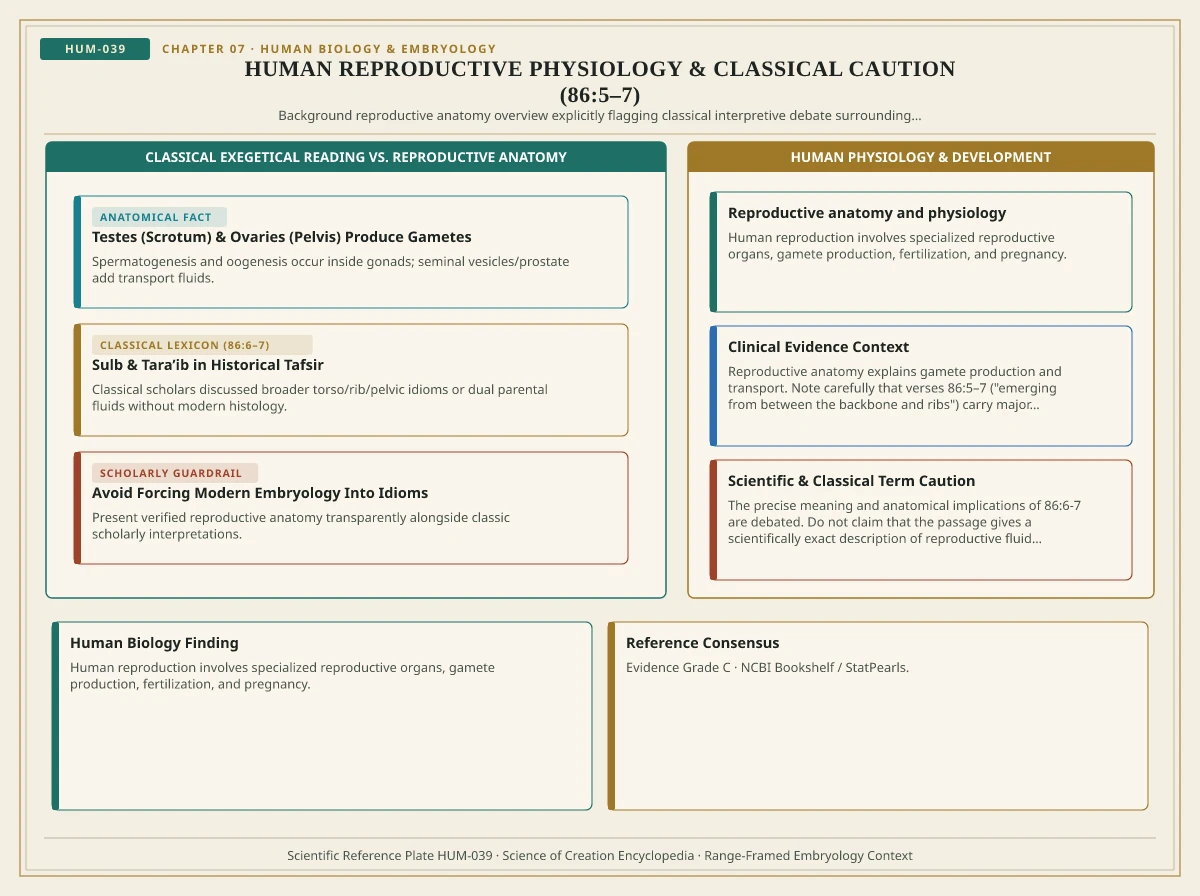 HUM-039
CHAPTER 07 · HUMAN BIOLOGY & EMBRYOLOGY
HUMAN REPRODUCTIVE PHYSIOLOGY & CLASSICAL CAUTION
(86:5–7)
Background reproductive anatomy overview explicitly flagging classical interpretive debate surrounding…
CLASSICAL EXEGETICAL READING VS. REPRODUCTIVE ANATOMY
ANATOMICAL FACT
Testes (Scrotum) & Ovaries (Pelvis) Produce Gametes
Spermatogenesis and oogenesis occur inside gonads; seminal vesicles/prostate
add transport fluids.
CLASSICAL LEXICON (86:6–7)
Sulb & Tara’ib in Historical Tafsir
Classical scholars discussed broader torso/rib/pelvic idioms or dual parental
fluids without modern histology.
SCHOLARLY GUARDRAIL
Avoid Forcing Modern Embryology Into Idioms
Present verified reproductive anatomy transparently alongside classic
scholarly interpretations.
HUMAN PHYSIOLOGY & DEVELOPMENT
Reproductive anatomy and physiology
Human reproduction involves specialized reproductive
organs, gamete production, fertilization, and pregnancy.
Clinical Evidence Context
Reproductive anatomy explains gamete production and
transport. Note carefully that verses 86:5–7 ("emerging
from between the backbone and ribs") carry major…
Scientific & Classical Term Caution
The precise meaning and anatomical implications of 86:6-7
are debated. Do not claim that the passage gives a
scientifically exact description of reproductive fluid…
Human Biology Finding
Human reproduction involves specialized reproductive organs, gamete
production, fertilization, and pregnancy.
Reference Consensus
Evidence Grade C · NCBI Bookshelf / StatPearls.
Scientific Reference Plate HUM-039 · Science of Creation Encyclopedia · Range-Framed Embryology Context